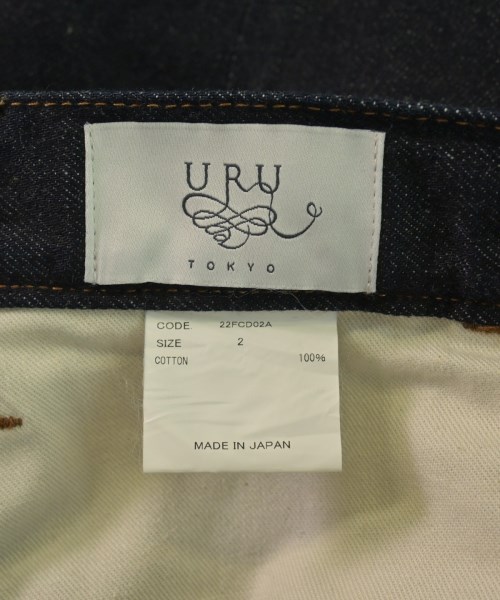 URU
TOKYO
CODE 22FCD02A
SIZE 2
COTTON 100%
MADE IN JAPAN